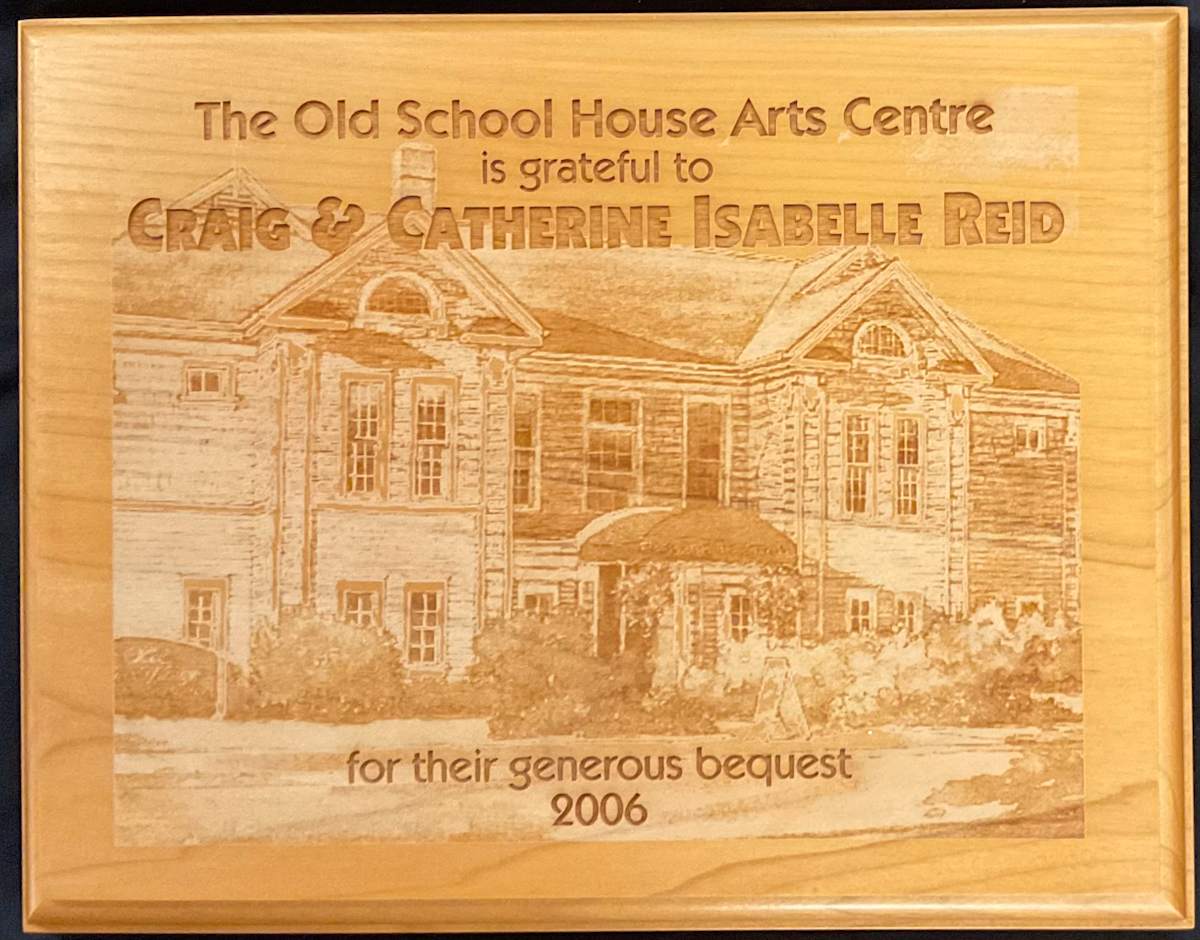 The Old School House Arts Centre
is grateful to
CRAIG & CATHERINE ISABELLE REID
for their generous bequest
2006